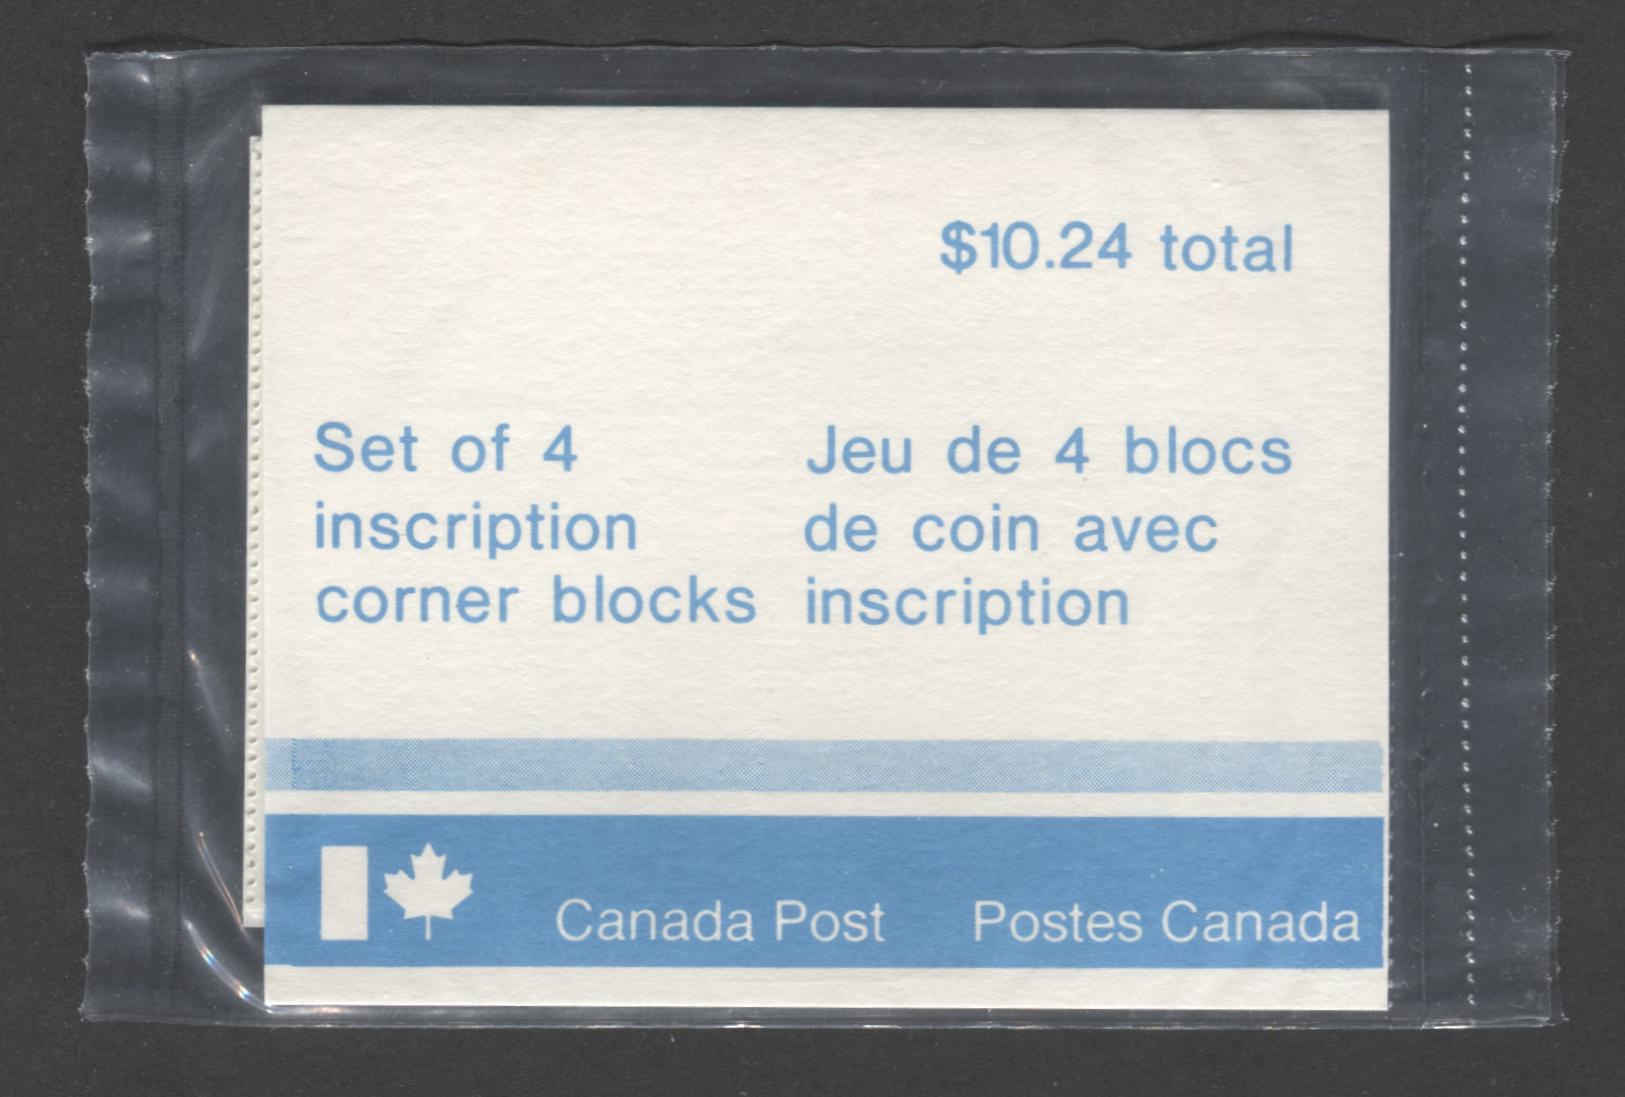 $10.24 total
Set of 4
inscription
corner blocks
Jeu de 4 blocs
de coin avec
inscription
Canada Post Postes Canada